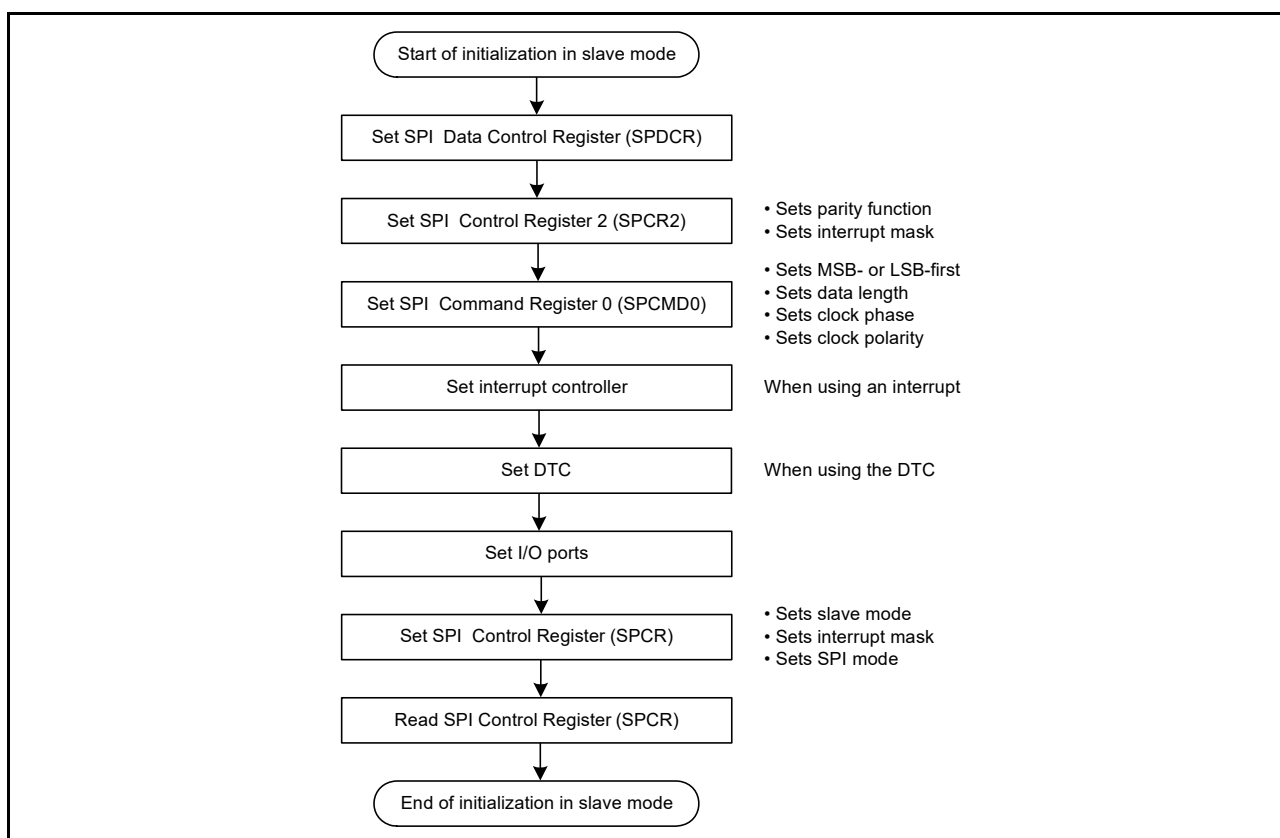 Start of initialization in slave mode
Set SPI Data Control Register (SPDCR)
Set SPI Control Register 2 (SPCR2)
• Sets parity function
• Sets interrupt mask
Set SPI Command Register 0 (SPCMD0)
• Sets MSB- or LSB-first
• Sets data length
• Sets clock phase
• Sets clock polarity
Set interrupt controller
When using an interrupt
Set DTC
When using the DTC
Set I/O ports
Set SPI Control Register (SPCR)
• Sets slave mode
• Sets interrupt mask
• Sets SPI mode
Read SPI Control Register (SPCR)
End of initialization in slave mode